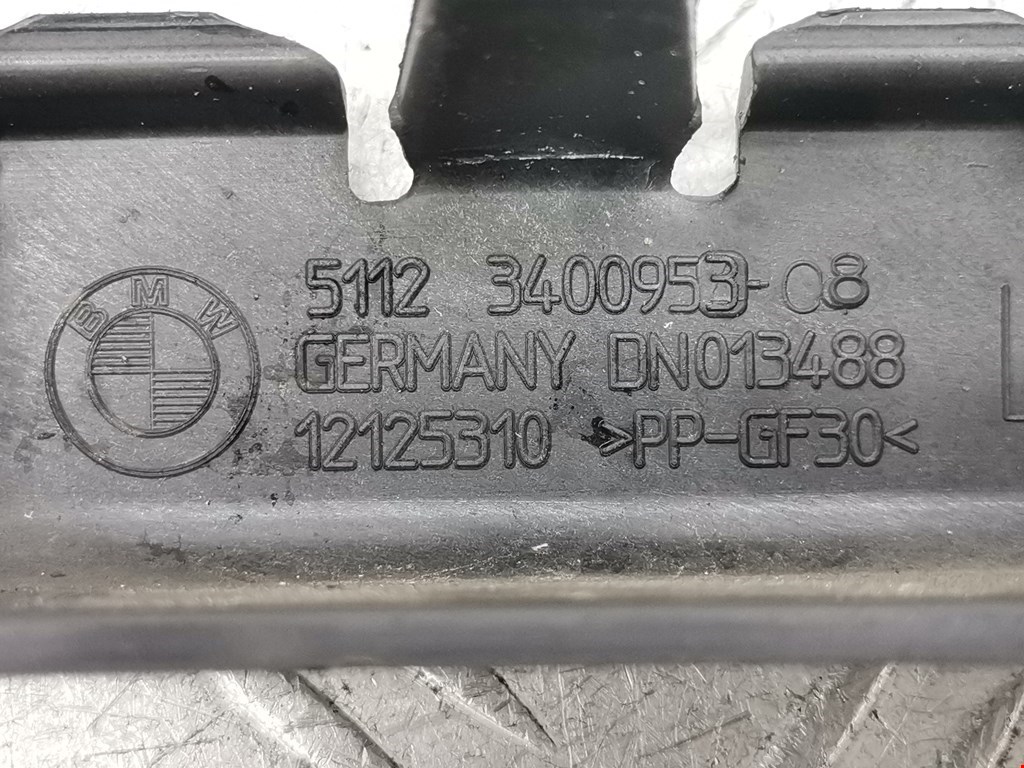 BMW
5112 3400953-08
GERMANY DN013488
12125310 >PP-GF30<
L